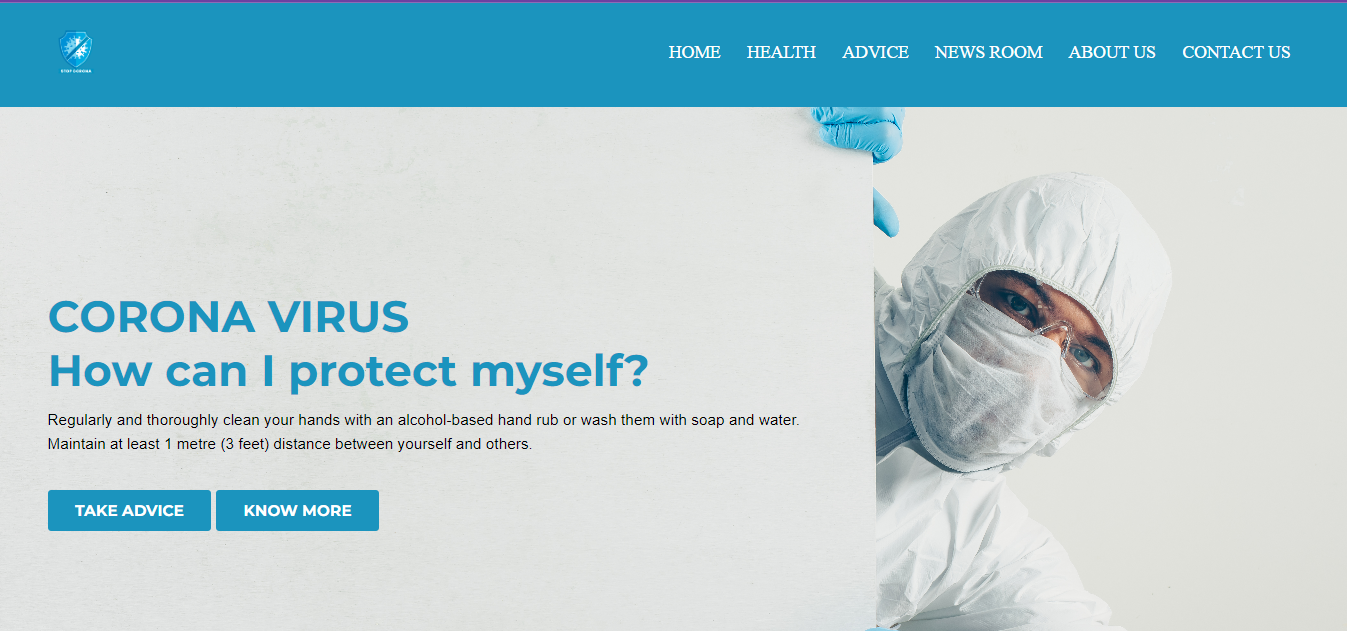 STOP CORONA
HOME HEALTH ADVICE NEWS ROOM ABOUT US CONTACT US
CORONA VIRUS
How can I protect myself?
Regularly and thoroughly clean your hands with an alcohol-based hand rub or wash them with soap and water.
Maintain at least 1 metre (3 feet) distance between yourself and others.
TAKE ADVICE KNOW MORE